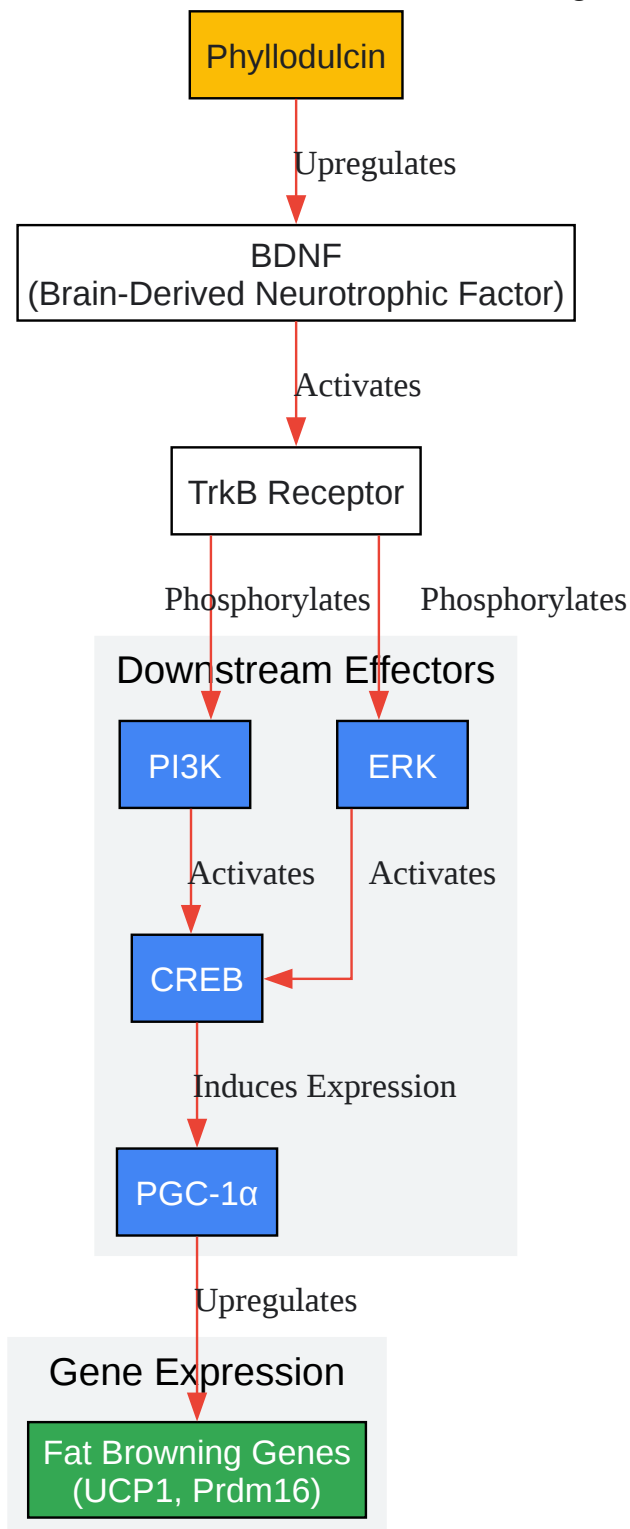 Phyllodulcin
Upregulates
BDNF
(Brain-Derived Neurotrophic Factor)
Activates
TrkB Receptor
Phosphorylates
Phosphorylates
Downstream Effectors
PI3K
ERK
Activates
Activates
CREB
Induces Expression
PGC-1α
Upregulates
Gene Expression
Fat Browning Genes
(UCP1, Prdm16)